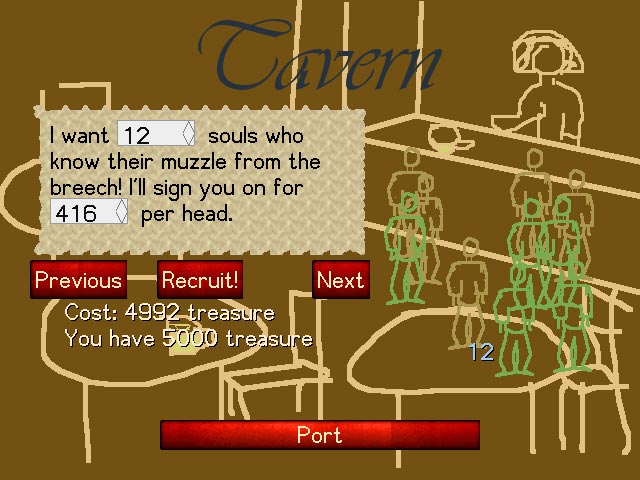 Tavern
I want 12 souls who
know their muzzle from the
breech! I'll sign you on for
416 per head.
Previous Recruit! Next
Cost: 4992 treasure
You have 5000 treasure
12
Port